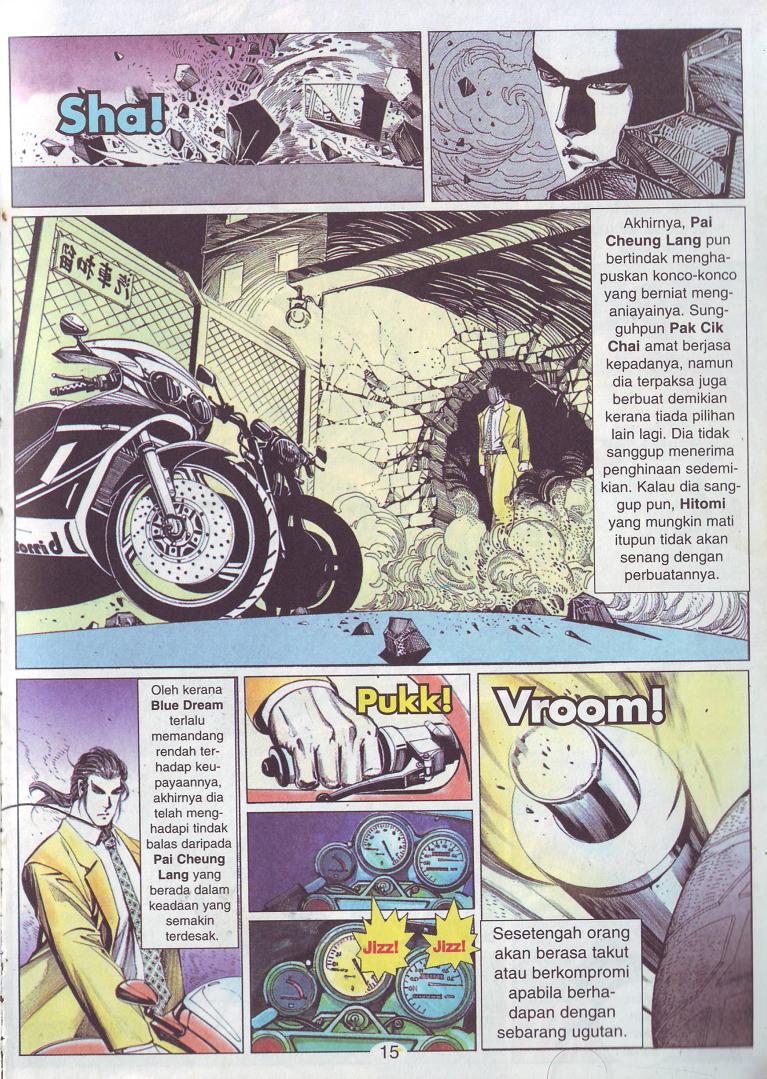 Sha!
汽車扣留
Akhirnya, Pai
Cheung Lang pun
bertindak mengha-
puskan konco-konco
yang berniat meng-
aniayainya. Sung-
guhpun Pak Cik
Chai amat berjasa
kepadanya, namun
dia terpaksa juga
berbuat demikian
kerana tiada pilihan
lain lagi. Dia tidak
sanggup menerima
penghinaan sedemi-
kian. Kalau dia sang-
gup pun, Hitomi
yang mungkin mati
itupun tidak akan
senang dengan
perbuatannya.
Oleh kerana
Blue Dream
terlalu
memandang
rendah ter-
hadap keu-
payaannya,
akhirnya dia
telah meng-
hadapi tindak
balas daripada
Pai Cheung
Lang yang
berada dalam
keadaan yang
semakin
terdesak.
Pukk!
Jizz!
Jizz!
Vroom!
Sesetengah orang
akan berasa takut
atau berkompromi
apabila berha-
dapan dengan
sebarang ugutan.
15